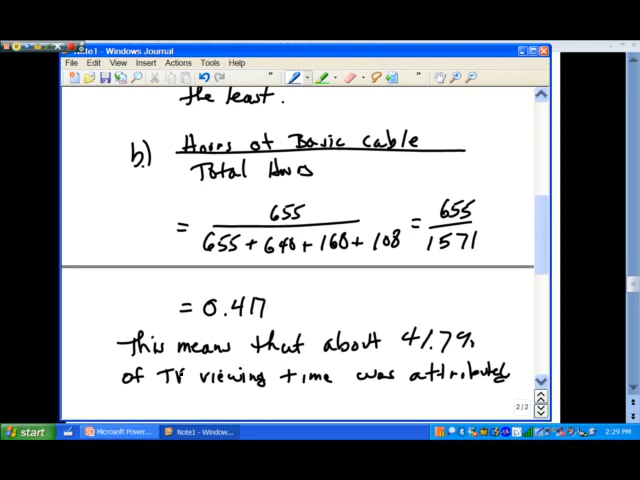 Note1 - Windows Journal
File Edit View Insert Actions Tools Help
the least.
b.) Hours of Basic Cable
Total Hours
= 655 = 655
655 + 640 + 168 + 108 1571
= 0.417
This means that about 41.7%
of TV viewing time was attributed
2/2
start Microsoft Power... Note1 - Window... 2:29 PM